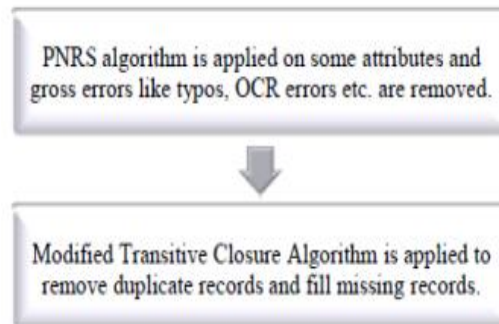 PNRS algorithm is applied on some attributes and
gross errors like typos, OCR errors etc. are removed.
Modified Transitive Closure Algorithm is applied to
remove duplicate records and fill missing records.